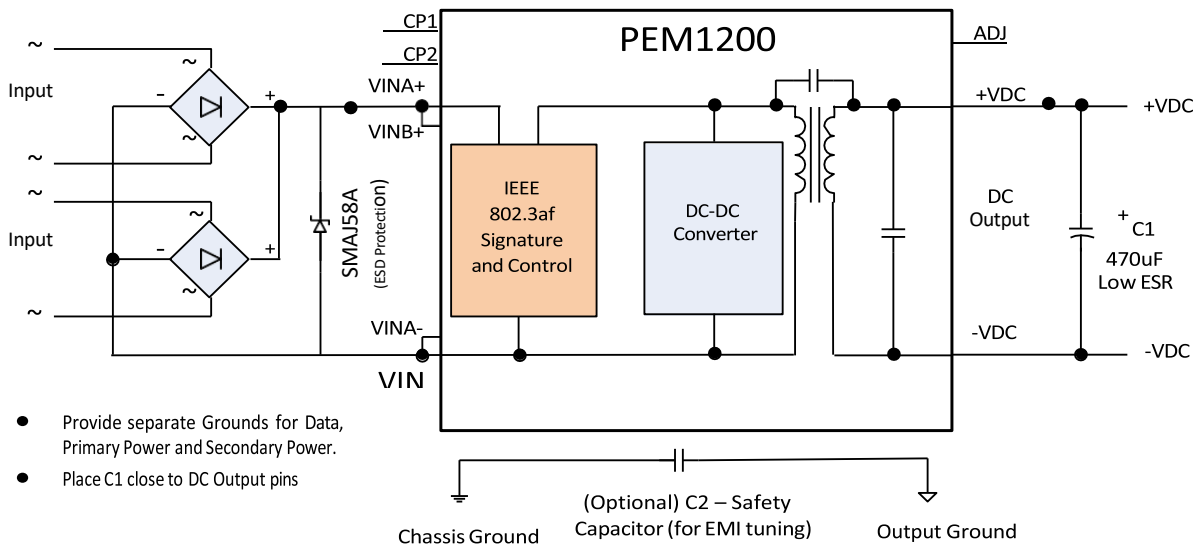 CP1
CP2
PEM1200
ADJ
~
~
Input
-
+
~
~
~
~
Input
-
+
~
~
VINA+
VINB+
SMAJ58A
(ESD Protection)
IEEE
802.3af
Signature
and Control
DC-DC
Converter
+VDC
+VDC
DC
Output
+
C1
470uF
Low ESR
VINA-
VIN
-VDC
-VDC
● Provide separate Grounds for Data,
Primary Power and Secondary Power.
● Place C1 close to DC Output pins
Chassis Ground
(Optional) C2 – Safety
Capacitor (for EMI tuning)
Output Ground